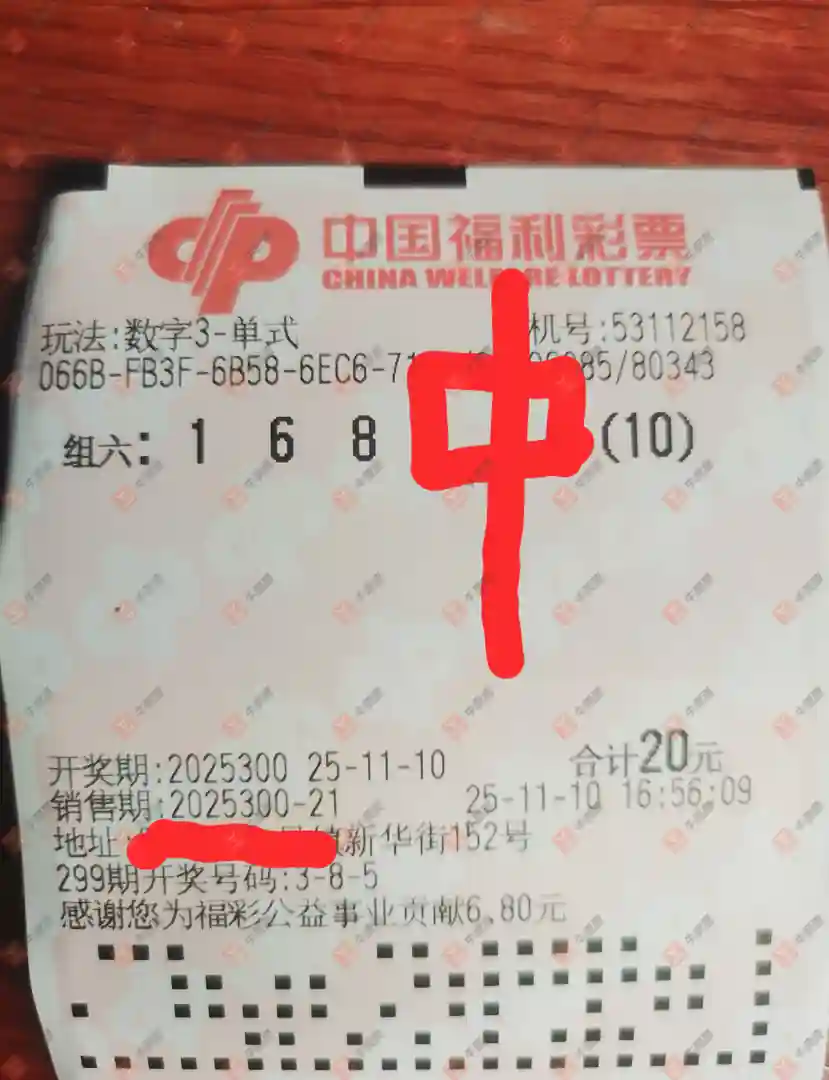 中国福利彩票
CHINA WELFARE LOTTERY
玩法:数字3-单式 机号:53112158
066B-FB3F-6B58-6EC6-71 85/80343
组六: 1 6 8 中 (10)
开奖期:2025300 25-11-10 合计20元
销售期:2025300-21 25-11-10 16:56:09
地址: 镇新华街152号
299期开奖号码:3-8-5
感谢您为福彩公益事业贡献6.80元